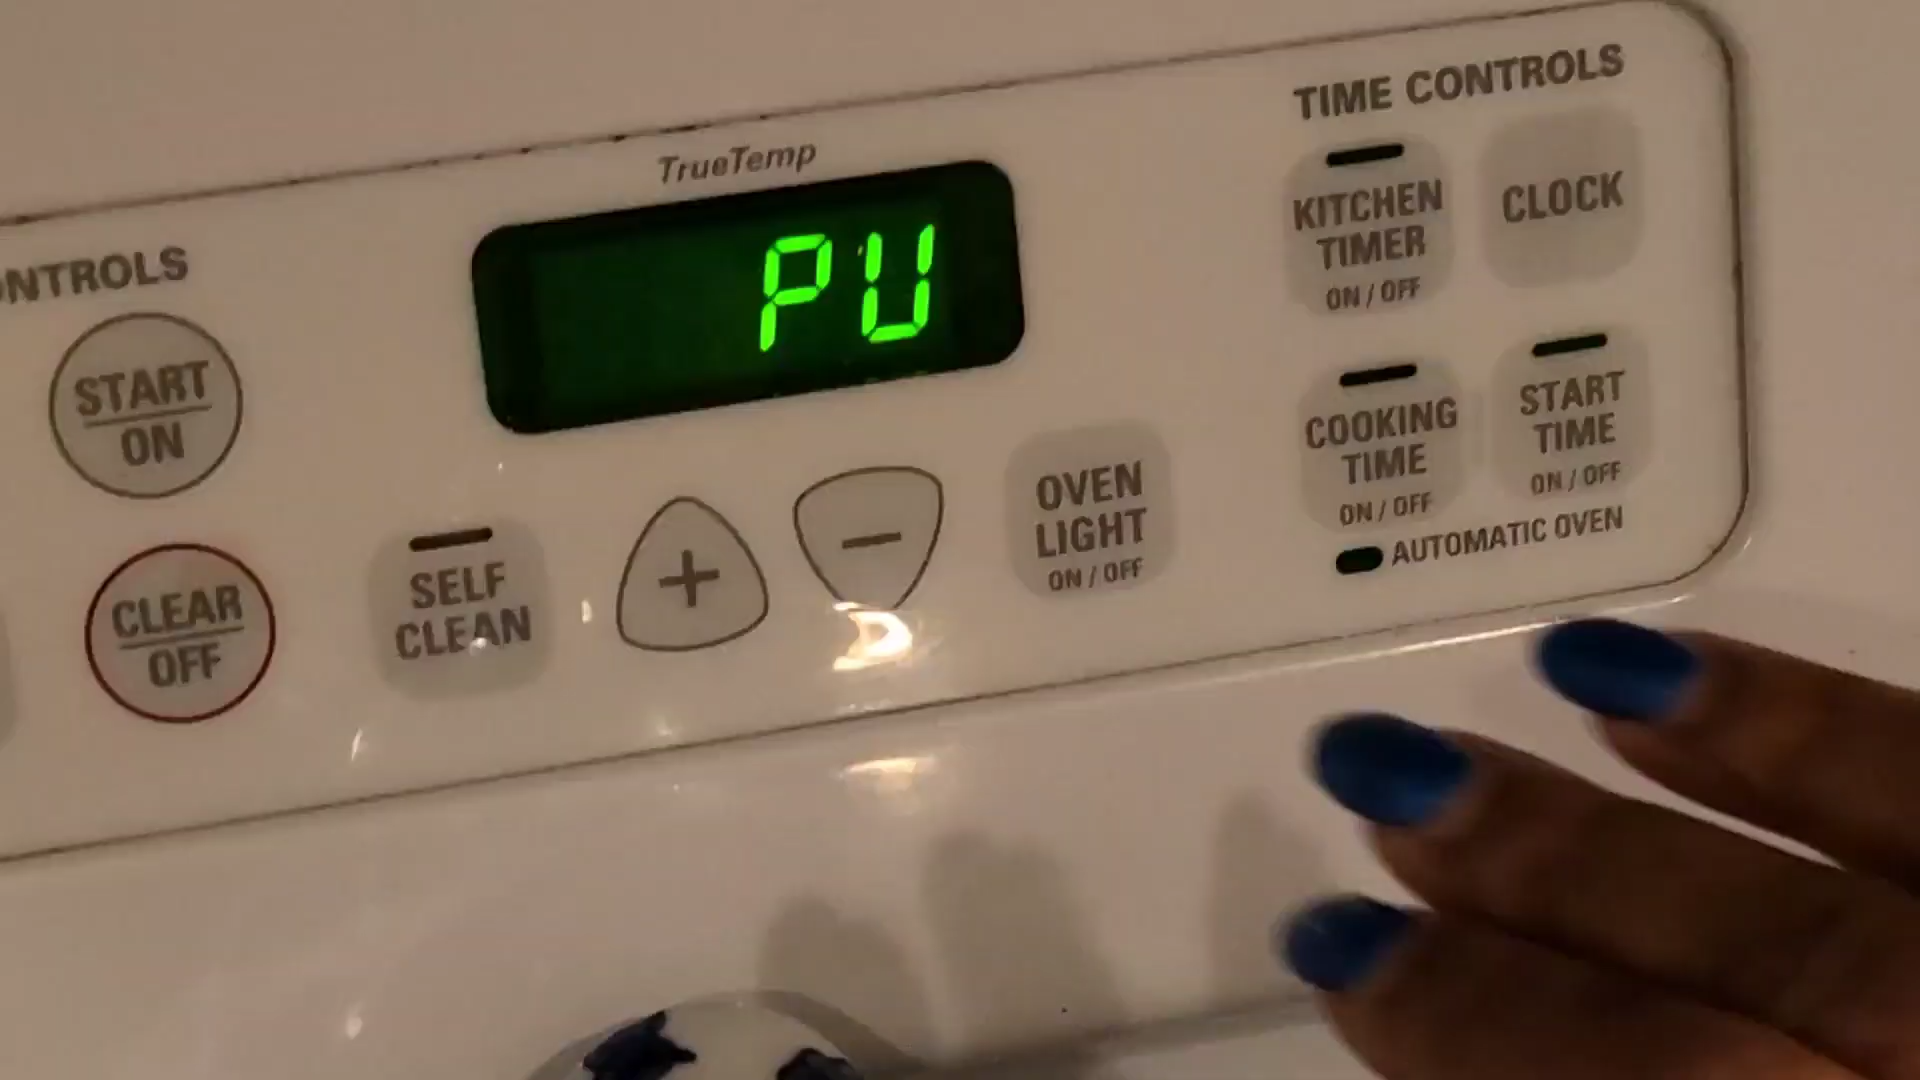 TrueTemp
PU
ONTROLS
START
ON
CLEAR
OFF
SELF
CLEAN
+
−
OVEN
LIGHT
ON / OFF
TIME CONTROLS
KITCHEN
TIMER
ON / OFF
CLOCK
COOKING
TIME
ON / OFF
START
TIME
ON / OFF
AUTOMATIC OVEN